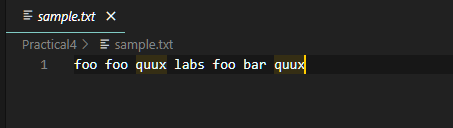 sample.txt ×
Practical4 > sample.txt
1 foo foo quux labs foo bar quux